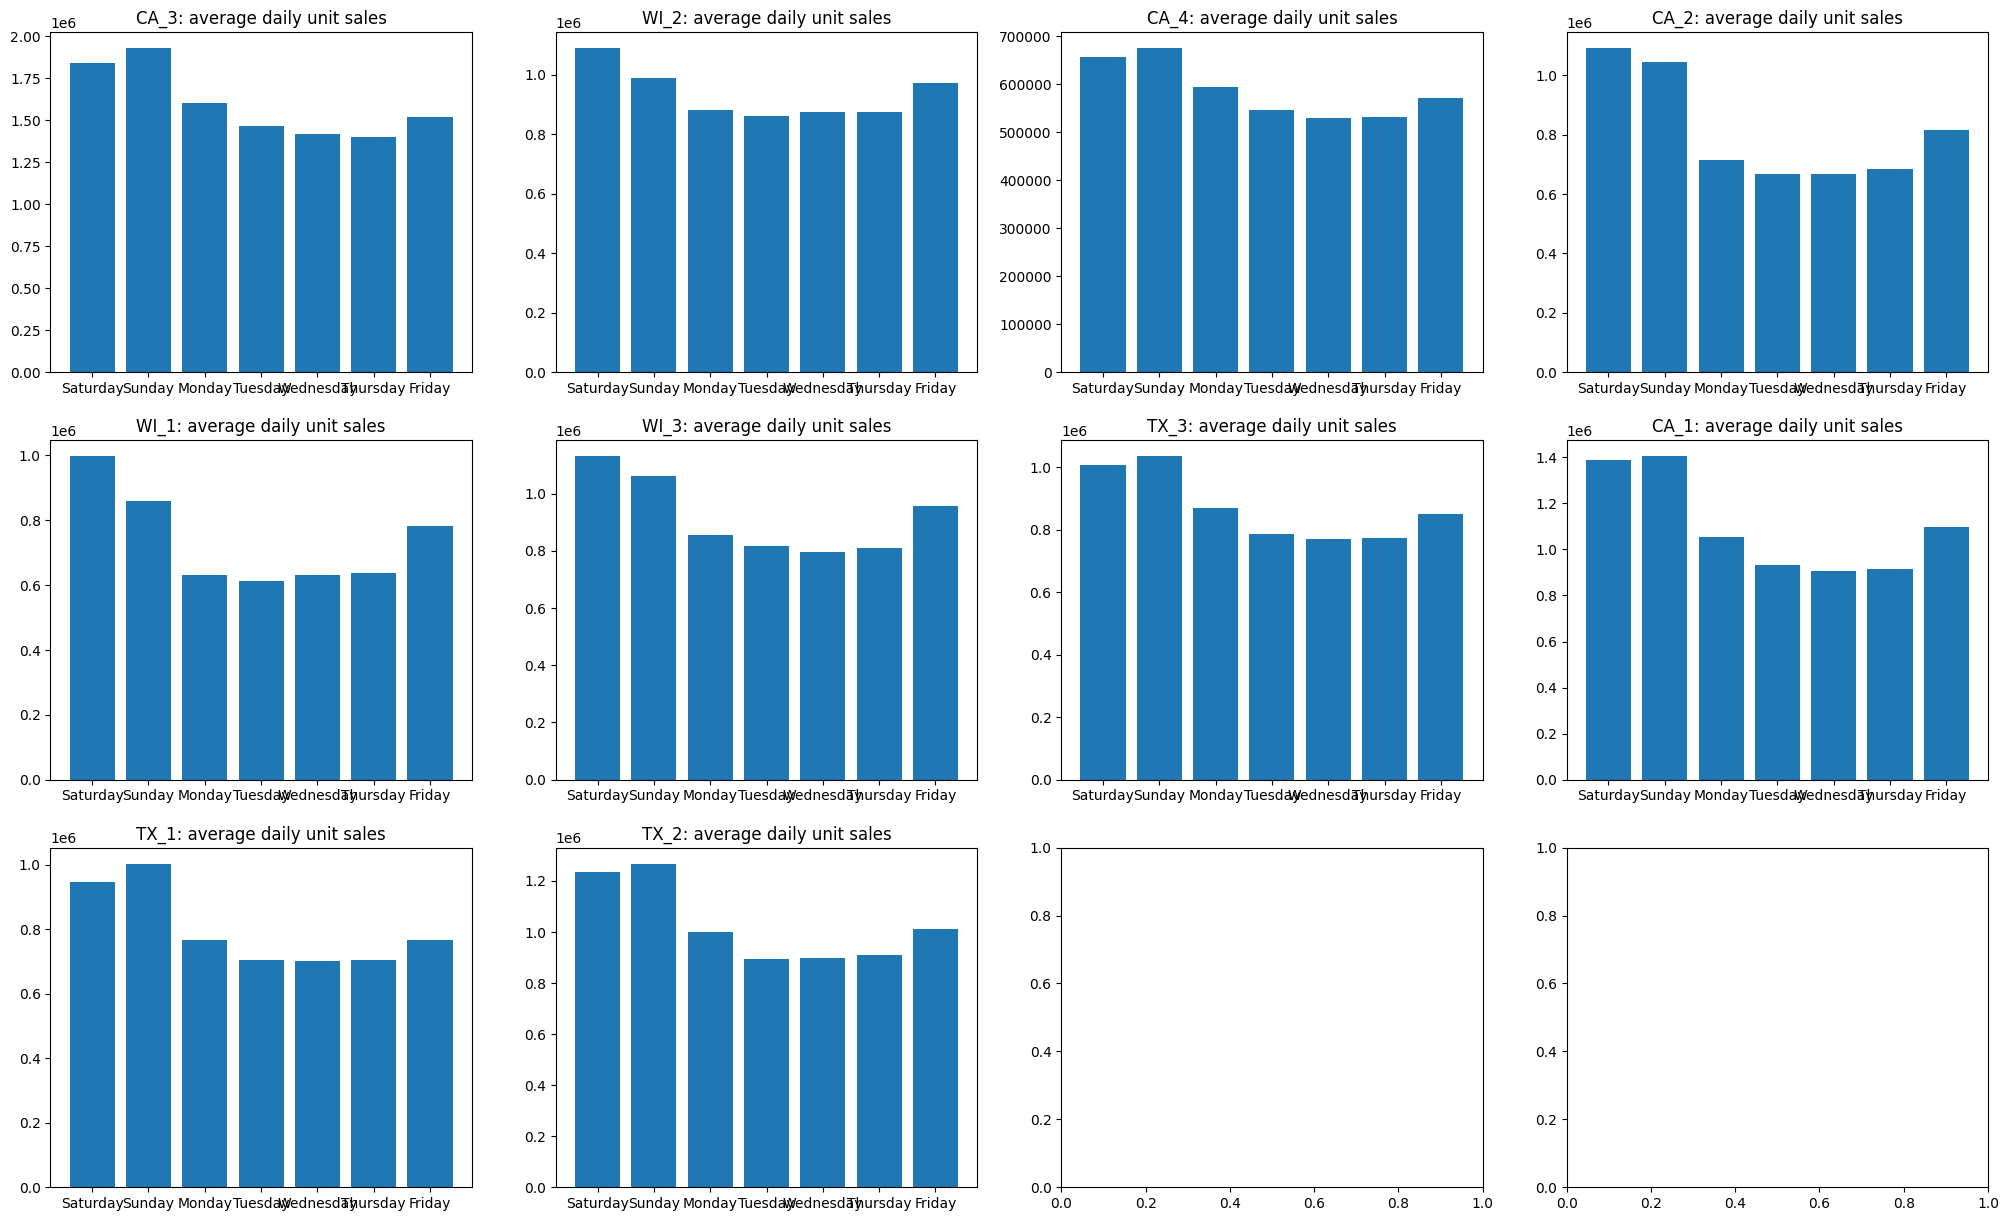 CA_3: average daily unit sales
1e6
2.00
1.75
1.50
1.25
1.00
0.75
0.50
0.25
0.00
Saturday Sunday Monday Tuesday Wednesday Thursday Friday
WI_2: average daily unit sales
1e6
1.0
0.8
0.6
0.4
0.2
0.0
Saturday Sunday Monday Tuesday Wednesday Thursday Friday
CA_4: average daily unit sales
700000
600000
500000
400000
300000
200000
100000
0
Saturday Sunday Monday Tuesday Wednesday Thursday Friday
CA_2: average daily unit sales
1e6
1.0
0.8
0.6
0.4
0.2
0.0
Saturday Sunday Monday Tuesday Wednesday Thursday Friday
WI_1: average daily unit sales
1e6
1.0
0.8
0.6
0.4
0.2
0.0
Saturday Sunday Monday Tuesday Wednesday Thursday Friday
WI_3: average daily unit sales
1e6
1.0
0.8
0.6
0.4
0.2
0.0
Saturday Sunday Monday Tuesday Wednesday Thursday Friday
TX_3: average daily unit sales
1e6
1.0
0.8
0.6
0.4
0.2
0.0
Saturday Sunday Monday Tuesday Wednesday Thursday Friday
CA_1: average daily unit sales
1e6
1.4
1.2
1.0
0.8
0.6
0.4
0.2
0.0
Saturday Sunday Monday Tuesday Wednesday Thursday Friday
TX_1: average daily unit sales
1e6
1.0
0.8
0.6
0.4
0.2
0.0
Saturday Sunday Monday Tuesday Wednesday Thursday Friday
TX_2: average daily unit sales
1e6
1.2
1.0
0.8
0.6
0.4
0.2
0.0
Saturday Sunday Monday Tuesday Wednesday Thursday Friday
1.0
0.8
0.6
0.4
0.2
0.0
0.0 0.2 0.4 0.6 0.8 1.0
1.0
0.8
0.6
0.4
0.2
0.0
0.0 0.2 0.4 0.6 0.8 1.0